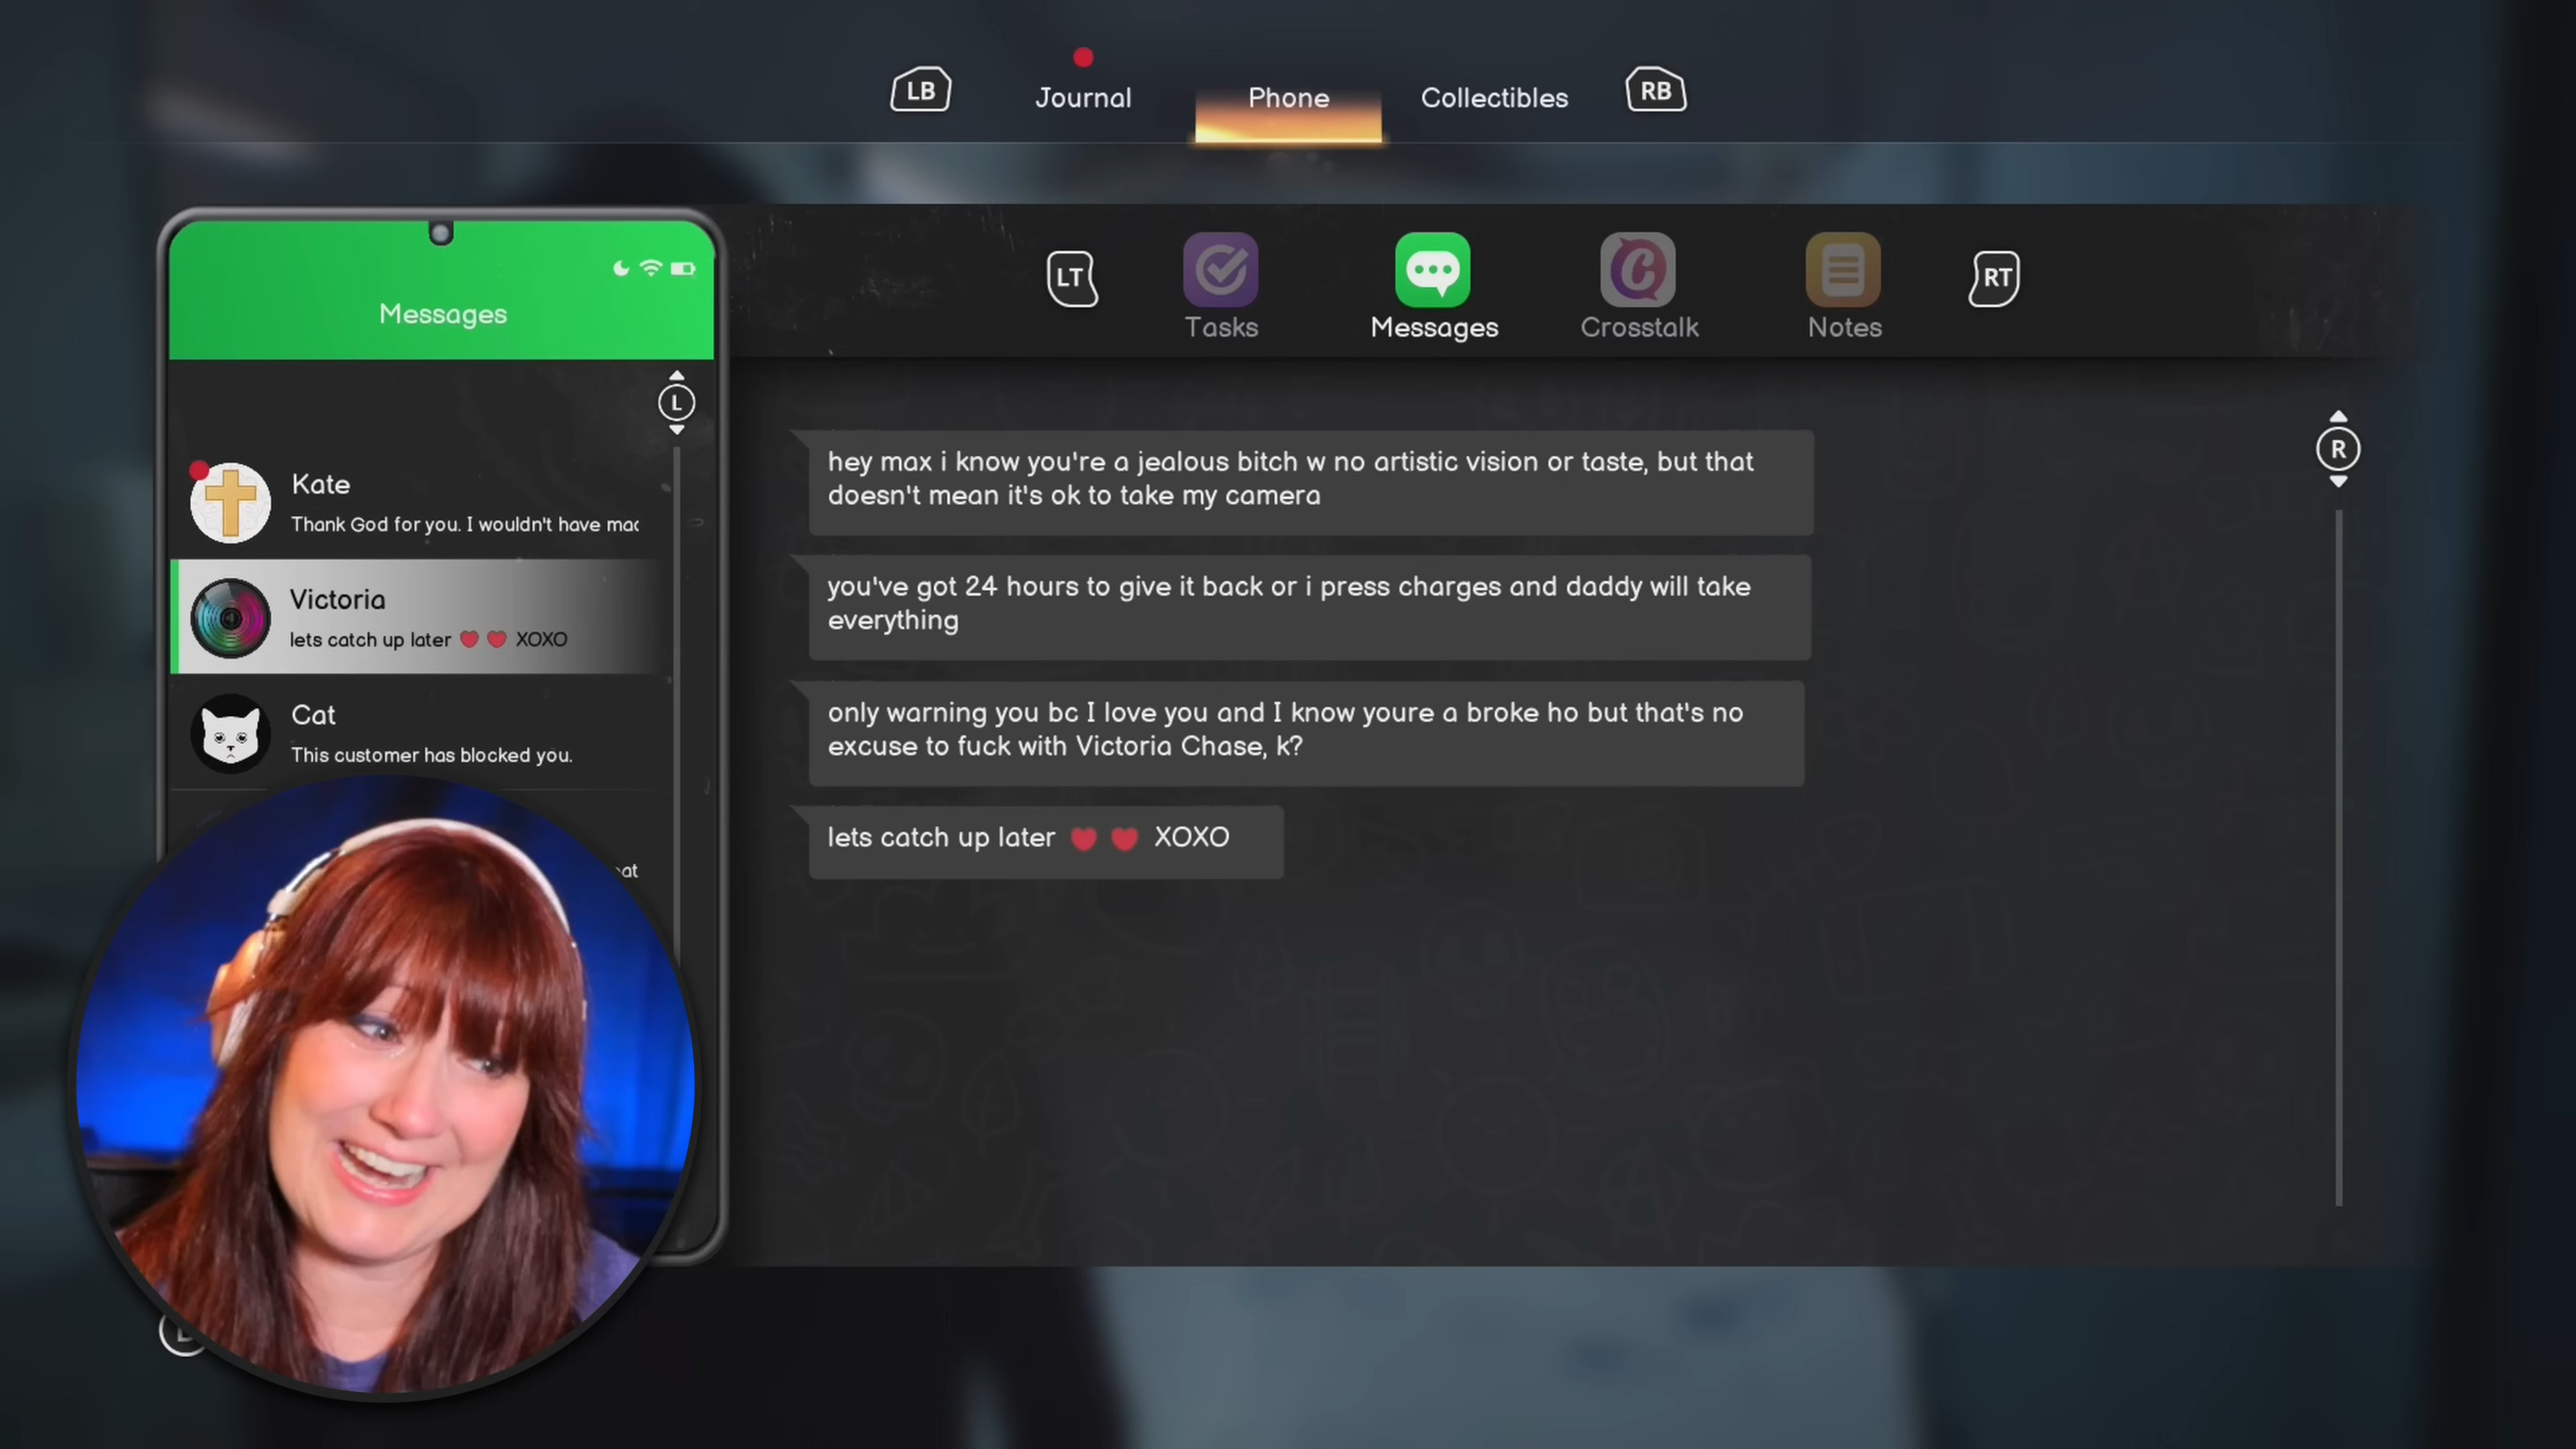 LB
Journal
Phone
Collectibles
RB
Messages
LT
Tasks
Messages
Crosstalk
Notes
RT
L
Kate
Thank God for you. I wouldn't have mac
Victoria
lets catch up later ❤️ ❤️ XOXO
Cat
This customer has blocked you.
hey max i know you're a jealous bitch w no artistic vision or taste, but that
doesn't mean it's ok to take my camera
you've got 24 hours to give it back or i press charges and daddy will take
everything
only warning you bc I love you and I know youre a broke ho but that's no
excuse to fuck with Victoria Chase, k?
lets catch up later ❤️ ❤️ XOXO
R